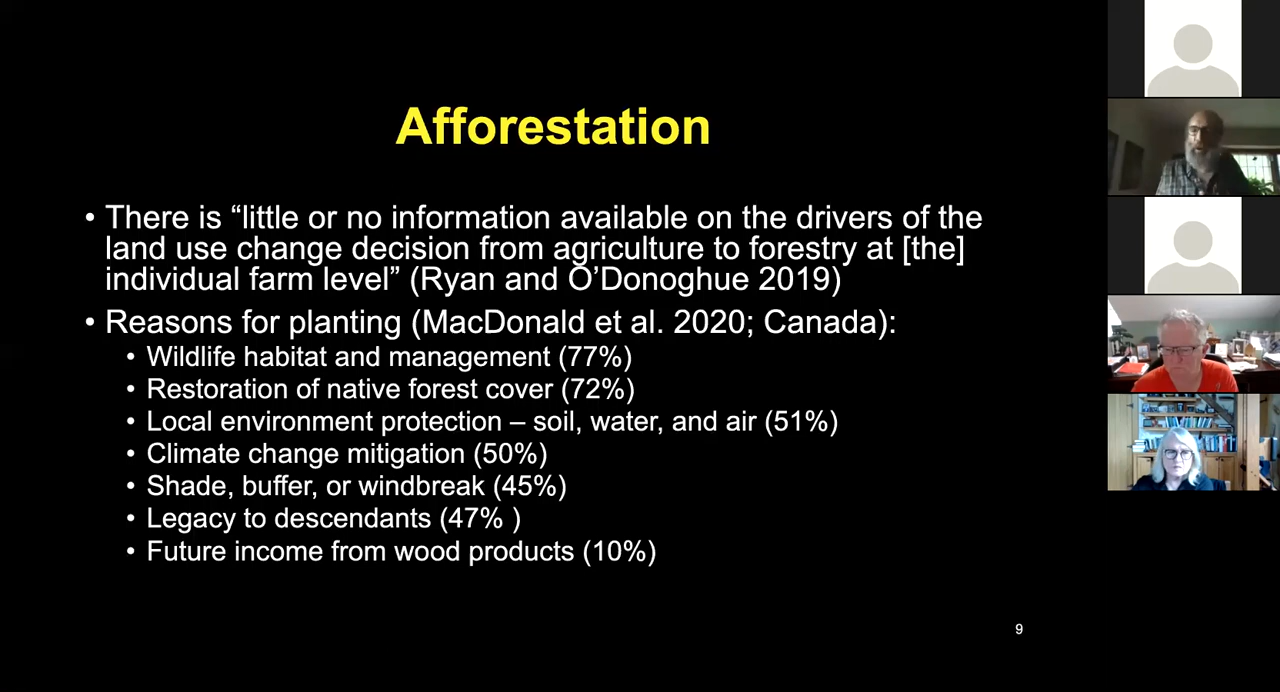 Afforestation
• There is “little or no information available on the drivers of the
land use change decision from agriculture to forestry at [the]
individual farm level” (Ryan and O’Donoghue 2019)
• Reasons for planting (MacDonald et al. 2020; Canada):
• Wildlife habitat and management (77%)
• Restoration of native forest cover (72%)
• Local environment protection – soil, water, and air (51%)
• Climate change mitigation (50%)
• Shade, buffer, or windbreak (45%)
• Legacy to descendants (47% )
• Future income from wood products (10%)
9